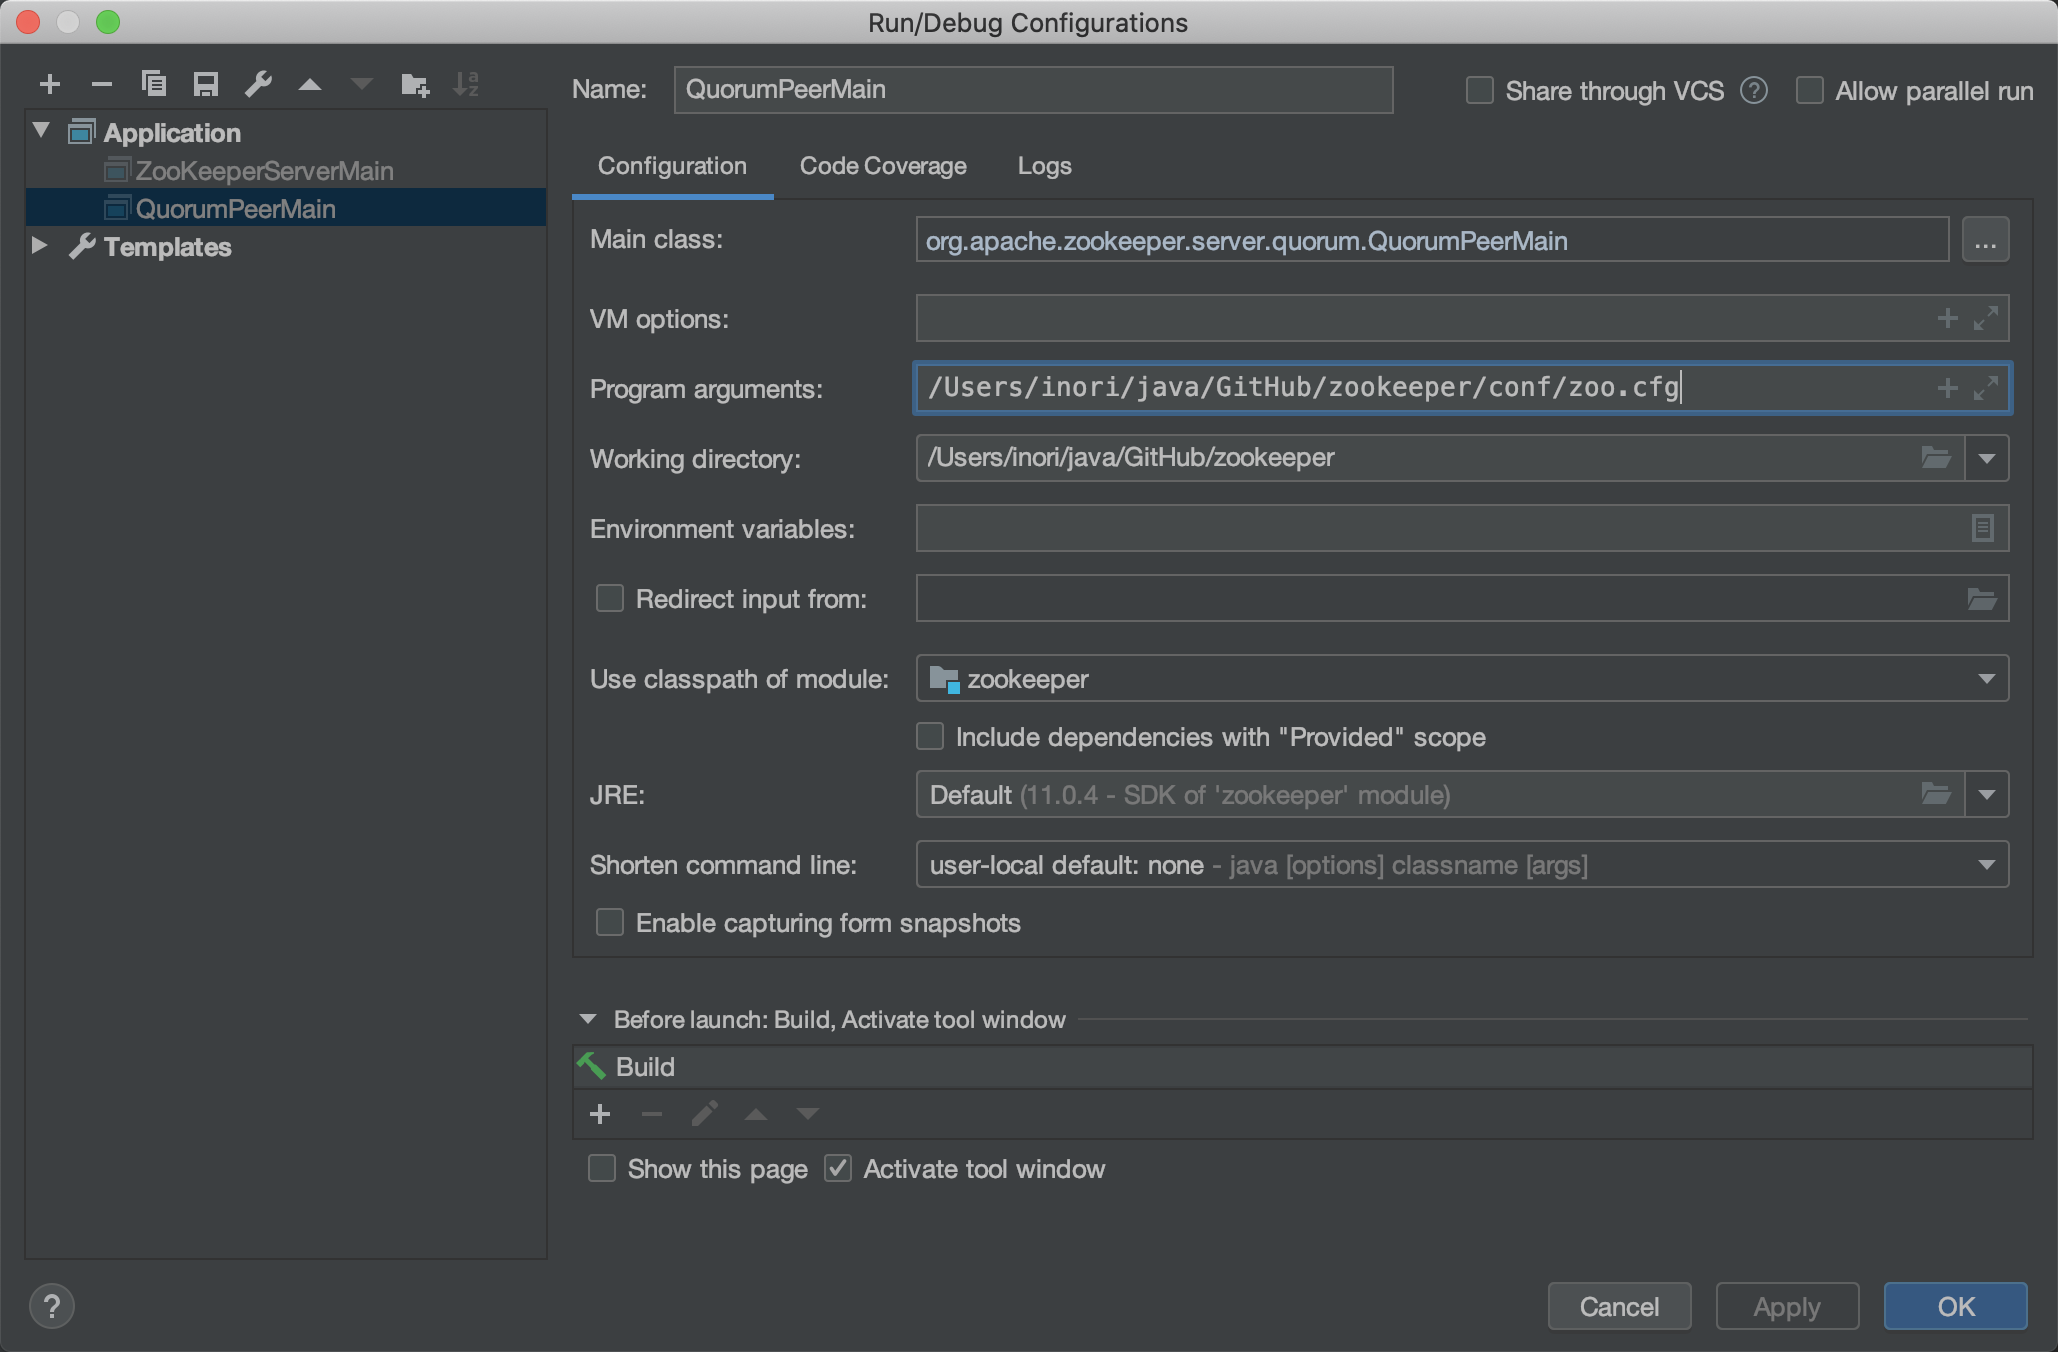 Run/Debug Configurations
Name: QuorumPeerMain Share through VCS ? Allow parallel run
Application
ZooKeeperServerMain
QuorumPeerMain
Templates
Configuration Code Coverage Logs
Main class: org.apache.zookeeper.server.quorum.QuorumPeerMain ...
VM options:
Program arguments: /Users/inori/java/GitHub/zookeeper/conf/zoo.cfg
Working directory: /Users/inori/java/GitHub/zookeeper
Environment variables:
Redirect input from:
Use classpath of module: zookeeper
Include dependencies with "Provided" scope
JRE: Default (11.0.4 - SDK of 'zookeeper' module)
Shorten command line: user-local default: none - java [options] classname [args]
Enable capturing form snapshots
Before launch: Build, Activate tool window
Build
Show this page Activate tool window
? Cancel Apply OK